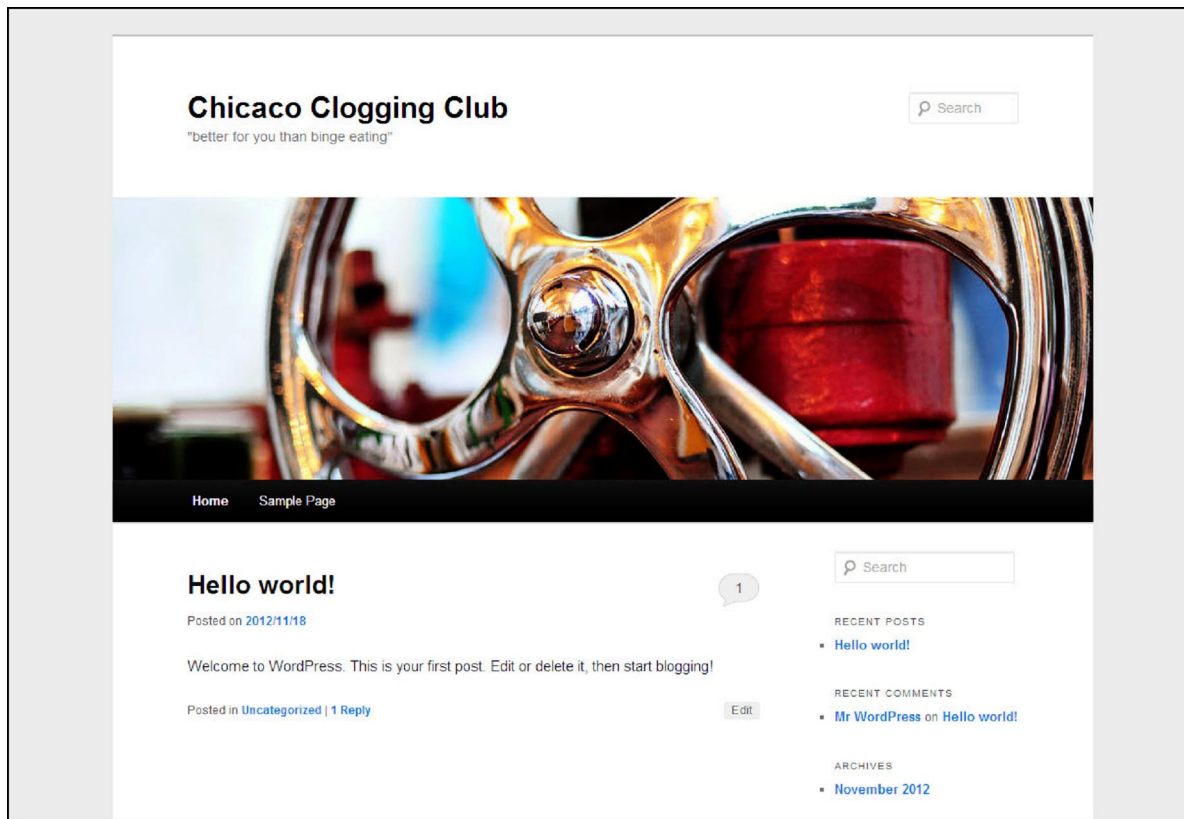 Chicaco Clogging Club
Search
"better for you than binge eating"
Home Sample Page
Hello world!
1
Posted on 2012/11/18
Welcome to WordPress. This is your first post. Edit or delete it, then start blogging!
Posted in Uncategorized | 1 Reply
Edit
Search
RECENT POSTS
Hello world!
RECENT COMMENTS
Mr WordPress on Hello world!
ARCHIVES
November 2012